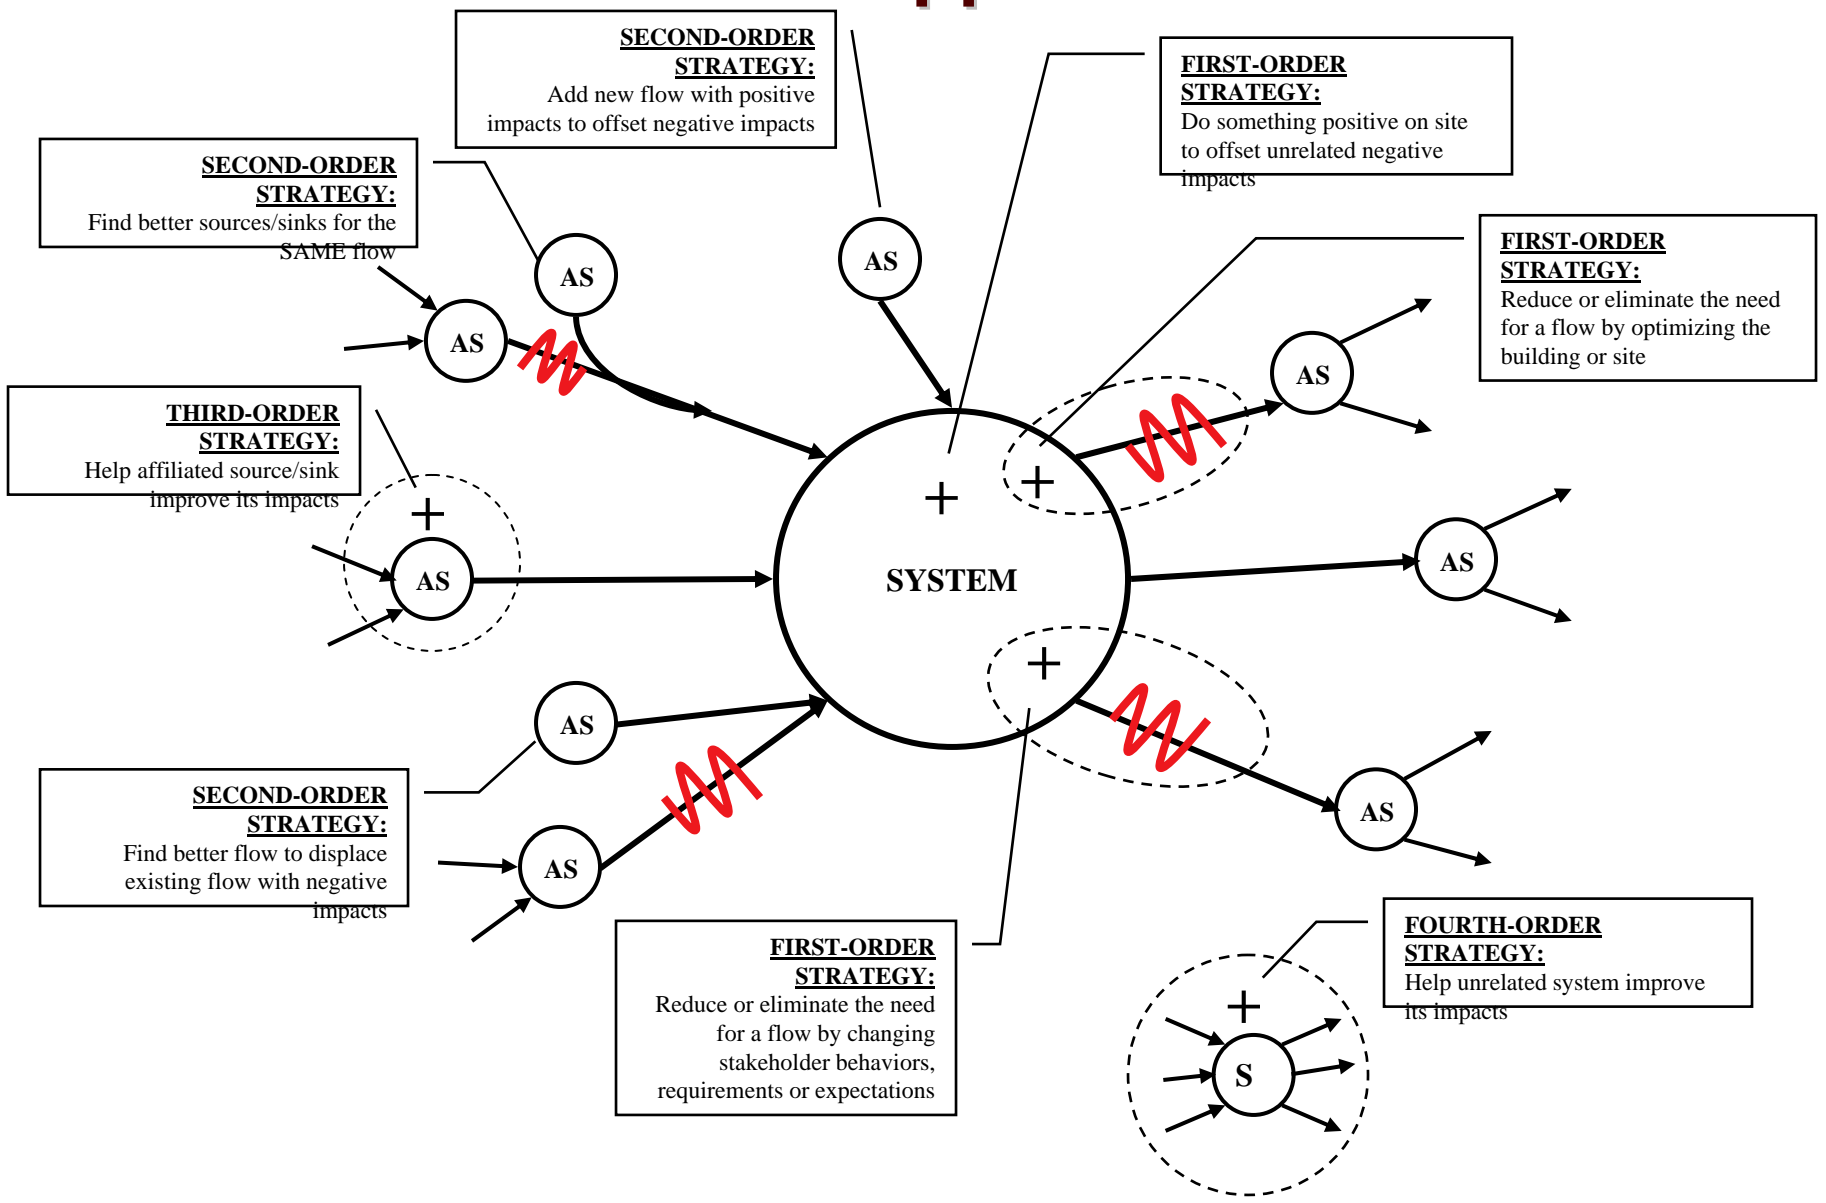 SECOND-ORDER
STRATEGY:
Add new flow with positive
impacts to offset negative impacts
FIRST-ORDER
STRATEGY:
Do something positive on site
to offset unrelated negative
impacts
SECOND-ORDER
STRATEGY:
Find better sources/sinks for the
SAME flow
FIRST-ORDER
STRATEGY:
Reduce or eliminate the need
for a flow by optimizing the
building or site
AS
AS
AS
AS
THIRD-ORDER
STRATEGY:
Help affiliated source/sink
improve its impacts
+
+
+
AS
SYSTEM
AS
+
AS
SECOND-ORDER
STRATEGY:
Find better flow to displace
existing flow with negative
impacts
AS
AS
FIRST-ORDER
STRATEGY:
Reduce or eliminate the need
for a flow by changing
stakeholder behaviors,
requirements or expectations
FOURTH-ORDER
STRATEGY:
Help unrelated system improve
its impacts
+
S